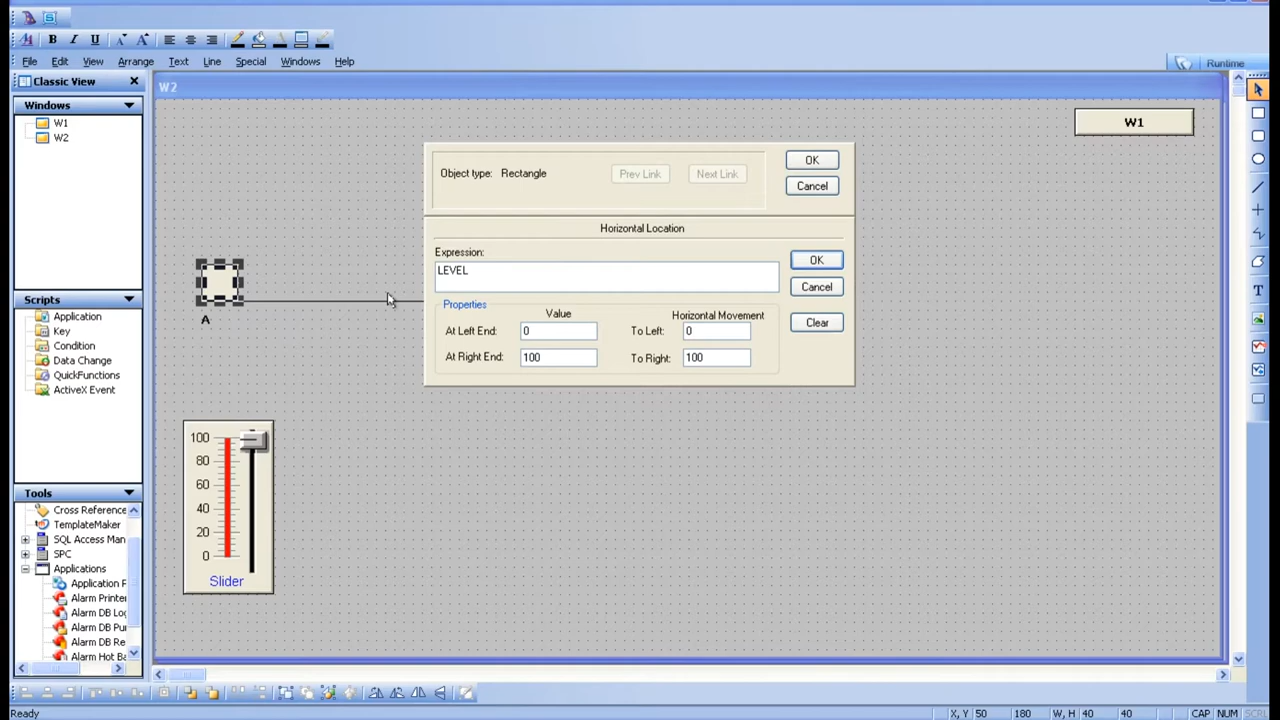 B I U
File Edit View Arrange Text Line Special Windows Help
Runtime
Classic View
Windows
W1
W2
Scripts
Application
Key
Condition
Data Change
QuickFunctions
ActiveX Event
Tools
Cross Reference
TemplateMaker
SQL Access Man
SPC
Applications
Application F
Alarm Printe
Alarm DB Log
Alarm DB Pu
Alarm DB Re
Alarm Hot Ba
W2
W1
Object type: Rectangle
Prev Link Next Link
OK
Cancel
Horizontal Location
Expression:
LEVEL
OK
Cancel
Clear
Properties
Value Horizontal Movement
At Left End: 0 To Left: 0
At Right End: 100 To Right: 100
A
100
80
60
40
20
0
Slider
Ready X, Y 50 180 W, H 40 40 CAP NUM SCRL